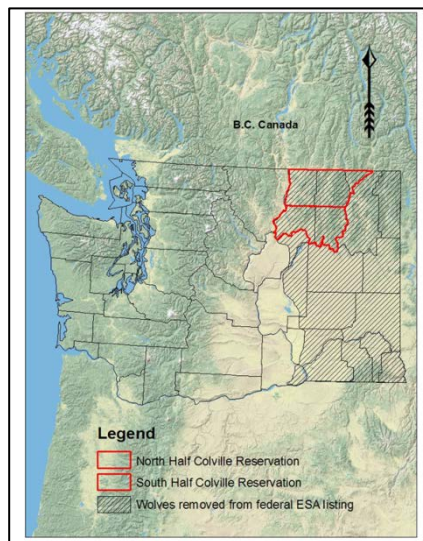 B.C. Canada
Legend
North Half Colville Reservation
South Half Colville Reservation
Wolves removed from federal ESA listing